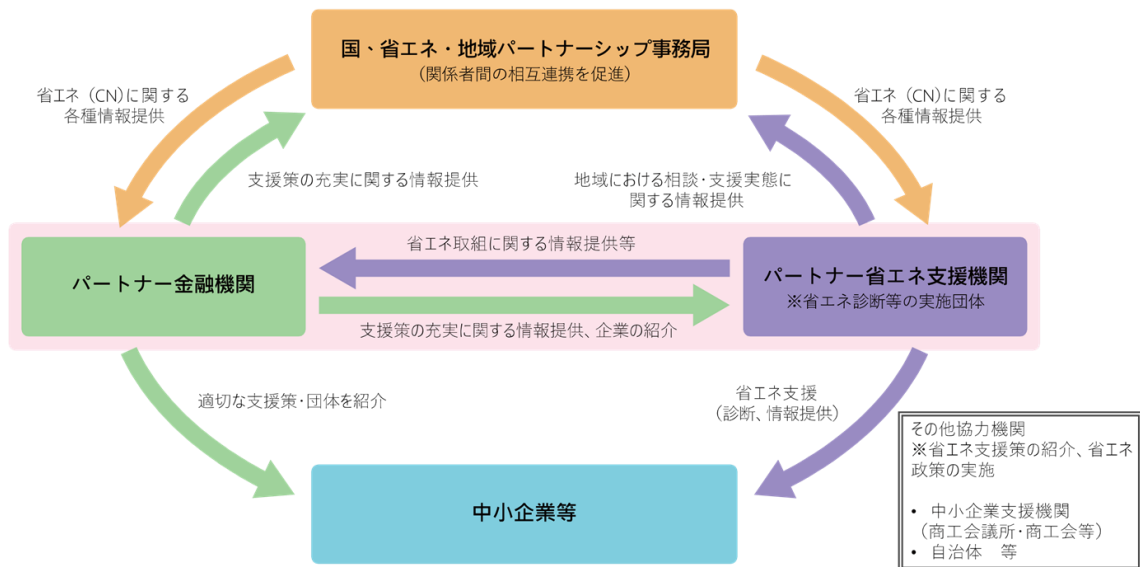 国、省エネ・地域パートナーシップ事務局
(関係者間の相互連携を促進)
省エネ (CN)に関する
各種情報提供
省エネ (CN)に関する
各種情報提供
支援策の充実に関する情報提供
地域における相談・支援実態に
関する情報提供
省エネ取組に関する情報提供等
パートナー金融機関
パートナー省エネ支援機関
※省エネ診断等の実施団体
支援策の充実に関する情報提供、企業の紹介
適切な支援策・団体を紹介
省エネ支援
(診断、情報提供)
中小企業等
その他協力機関
※省エネ支援策の紹介、省エネ
政策の実施
• 中小企業支援機関
(商工会議所・商工会等)
• 自治体 等